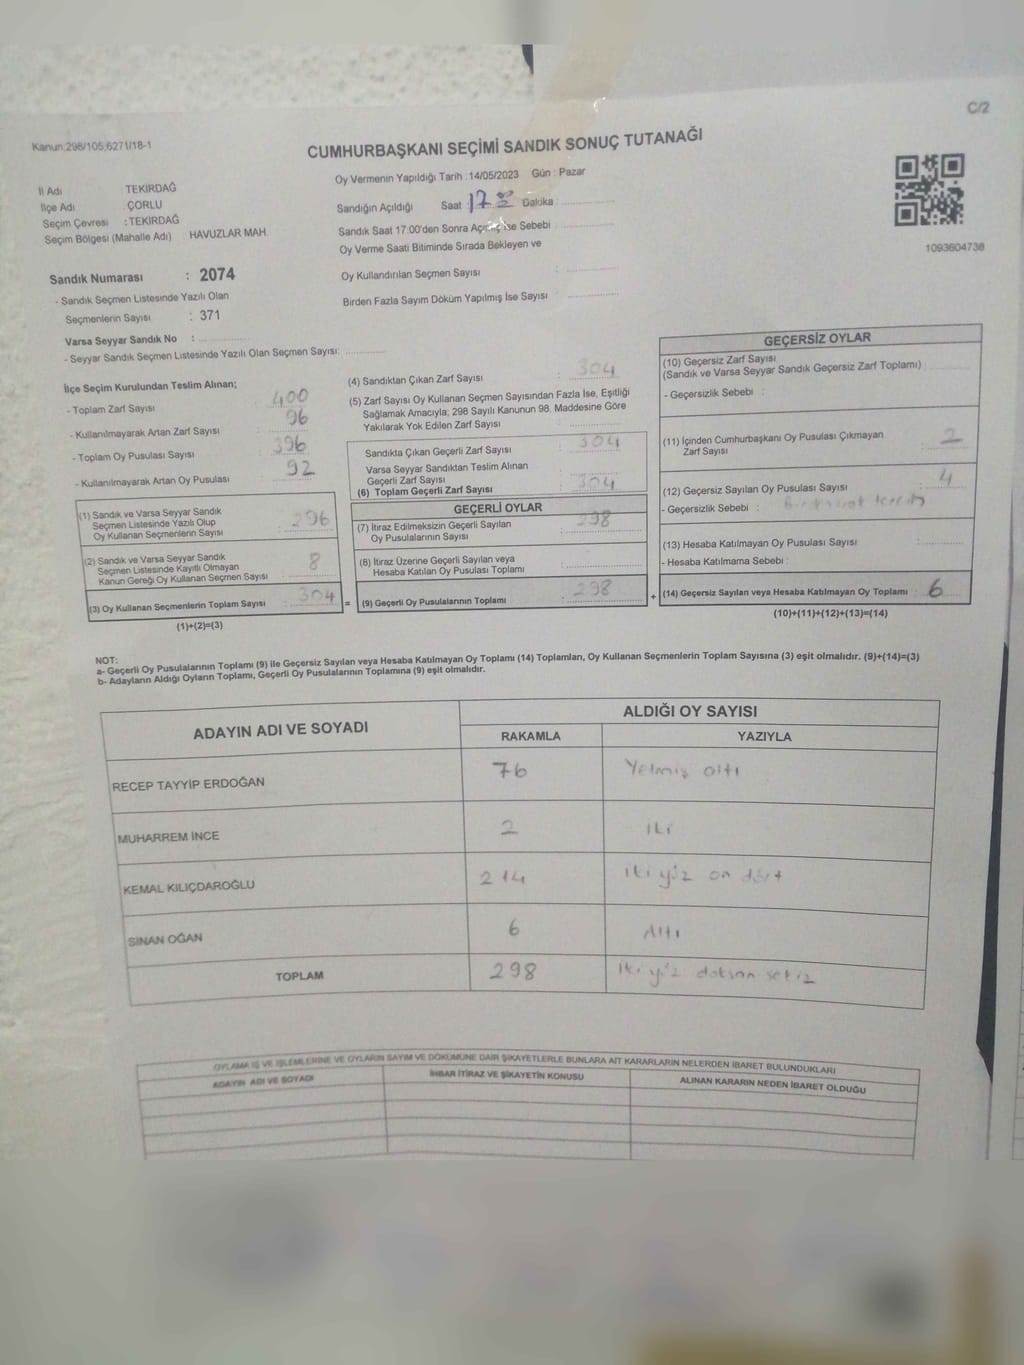 C/2
Kanun:298/105,6271/18-1
CUMHURBAŞKANI SEÇİMİ SANDIK SONUÇ TUTANAĞI
İl Adı TEKİRDAĞ
İlçe Adı ÇORLU
Seçim Çevresi : TEKİRDAĞ
Seçim Bölgesi (Mahalle Adı) HAVUZLAR MAH.
Oy Vermenin Yapıldığı Tarih : 14/05/2023 Gün : Pazar
Sandığın Açıldığı Saat : 17 00 Dakika :
Sandık Saat 17:00'den Sonra Açılmış İse Sebebi :
Oy Verme Saati Bitiminde Sırada Bekleyen ve
Oy Kullandırılan Seçmen Sayısı :
Birden Fazla Sayım Döküm Yapılmış İse Sayısı :
1093604738
Sandık Numarası : 2074
- Sandık Seçmen Listesinde Yazılı Olan
Seçmenlerin Sayısı : 371
Varsa Seyyar Sandık No :
- Seyyar Sandık Seçmen Listesinde Yazılı Olan Seçmen Sayısı:
İlçe Seçim Kurulundan Teslim Alınan;
- Toplam Zarf Sayısı : 400
- Kullanılmayarak Artan Zarf Sayısı : 96
- Toplam Oy Pusulası Sayısı : 396
- Kullanılmayarak Artan Oy Pusulası : 92
(1) Sandık ve Varsa Seyyar Sandık
Seçmen Listesinde Yazılı Olup
Oy Kullanan Seçmenlerin Sayısı : 296
(2) Sandık ve Varsa Seyyar Sandık
Seçmen Listesinde Kayıtlı Olmayan
Kanun Gereği Oy Kullanan Seçmen Sayısı : 8
(3) Oy Kullanan Seçmenlerin Toplam Sayısı : 304 =
(1)+(2)=(3)
(4) Sandıktan Çıkan Zarf Sayısı : 304
(5) Zarf Sayısı Oy Kullanan Seçmen Sayısından Fazla İse, Eşitliği
Sağlamak Amacıyla; 298 Sayılı Kanunun 98. Maddesine Göre
Yakılarak Yok Edilen Zarf Sayısı :
Sandıkta Çıkan Geçerli Zarf Sayısı : 304
Varsa Seyyar Sandıktan Teslim Alınan
Geçerli Zarf Sayısı :
(6) Toplam Geçerli Zarf Sayısı : 304
GEÇERLİ OYLAR
(7) İtiraz Edilmeksizin Geçerli Sayılan
Oy Pusulalarının Sayısı : 298
(8) İtiraz Üzerine Geçerli Sayılan veya
Hesaba Katılan Oy Pusulası Toplamı :
(9) Geçerli Oy Pusulalarının Toplamı : 298 +
GEÇERSİZ OYLAR
(10) Geçersiz Zarf Sayısı
(Sandık ve Varsa Seyyar Sandık Geçersiz Zarf Toplamı) :
- Geçersizlik Sebebi :
(11) İçinden Cumhurbaşkanı Oy Pusulası Çıkmayan
Zarf Sayısı : 2
(12) Geçersiz Sayılan Oy Pusulası Sayısı : 4
- Geçersizlik Sebebi :
(13) Hesaba Katılmayan Oy Pusulası Sayısı :
- Hesaba Katılmama Sebebi :
(14) Geçersiz Sayılan veya Hesaba Katılmayan Oy Toplamı : 6
(10)+(11)+(12)+(13)=(14)
NOT:
a- Geçerli Oy Pusulalarının Toplamı (9) ile Geçersiz Sayılan veya Hesaba Katılmayan Oy Toplamı (14) Toplamları, Oy Kullanan Seçmenlerin Toplam Sayısına (3) eşit olmalıdır. (9)+(14)=(3)
b- Adayların Aldığı Oyların Toplamı, Geçerli Oy Pusulalarının Toplamına (9) eşit olmalıdır.
ADAYIN ADI VE SOYADI ALDIĞI OY SAYISI
RAKAMLA YAZIYLA
RECEP TAYYİP ERDOĞAN 76 Yetmiş altı
MUHARREM İNCE 2 iki
KEMAL KILIÇDAROĞLU 214 iki yüz on dört
SİNAN OĞAN 6 Altı
TOPLAM 298 iki yüz doksan sekiz
OYLAMA İŞ VE İŞLEMLERİNE VE OYLARIN SAYIM VE DÖKÜMÜNE DAİR ŞİKAYETLERLE BUNLARA AİT KARARLARIN NELERDEN İBARET BULUNDUKLARI
ADAYIN ADI VE SOYADI İHBAR İTİRAZ VE ŞİKAYETİN KONUSU ALINAN KARARIN NEDEN İBARET OLDUĞU